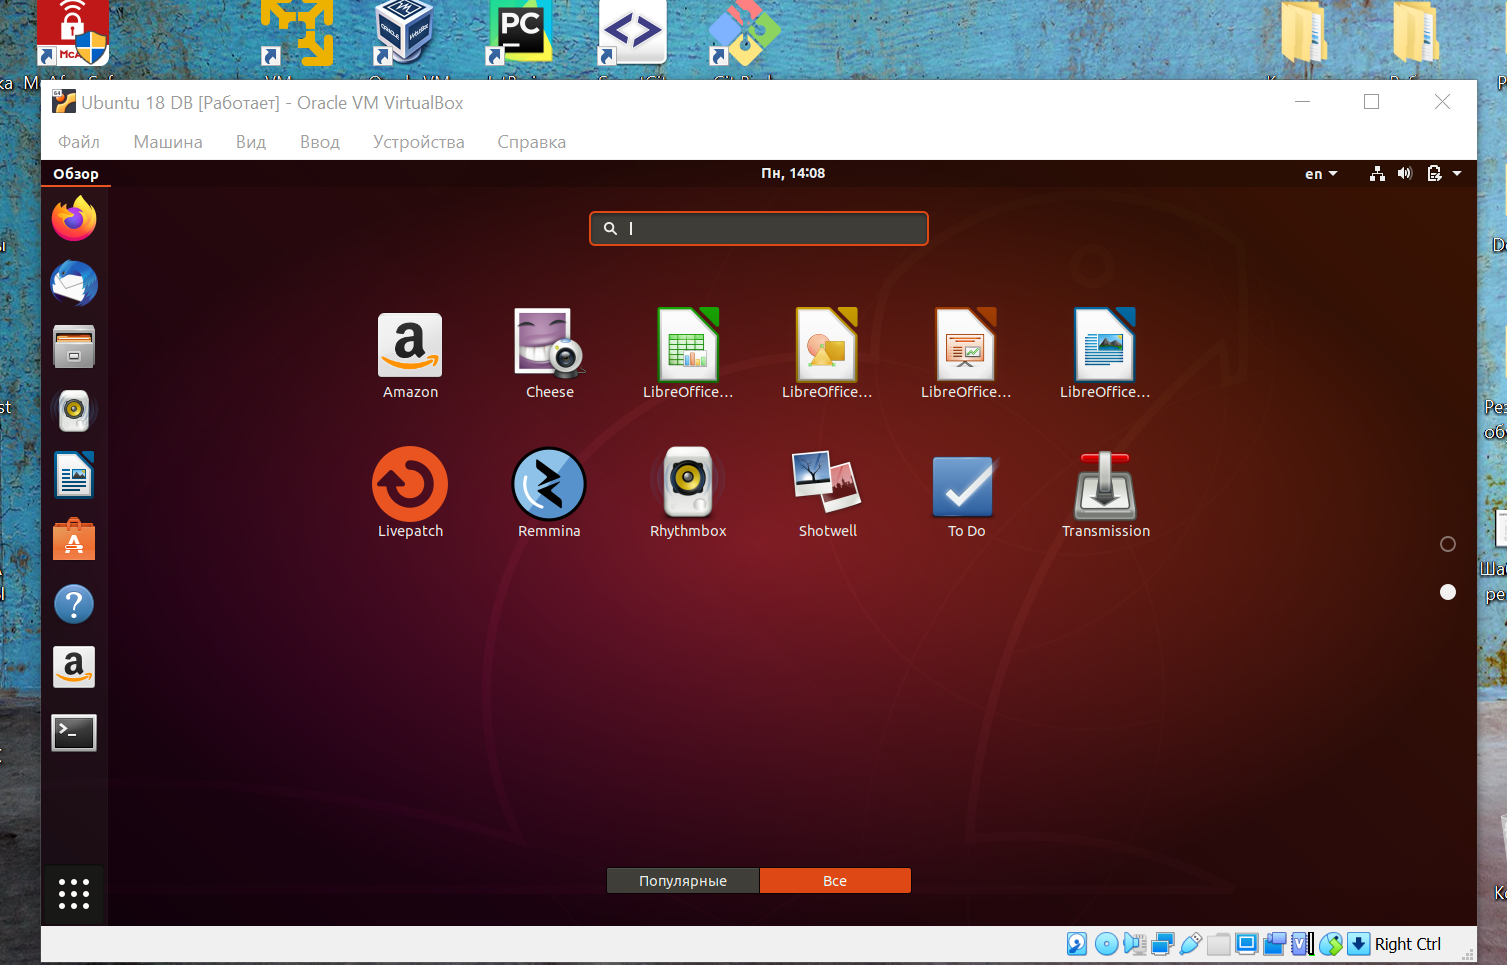 Ubuntu 18 DB [Работает] - Oracle VM VirtualBox
Файл Машина Вид Ввод Устройства Справка
Обзор
Пн, 14:08
en
Amazon
Cheese
LibreOffice...
LibreOffice...
LibreOffice...
LibreOffice...
Livepatch
Remmina
Rhythmbox
Shotwell
To Do
Transmission
Популярные
Все
Right Ctrl
PC